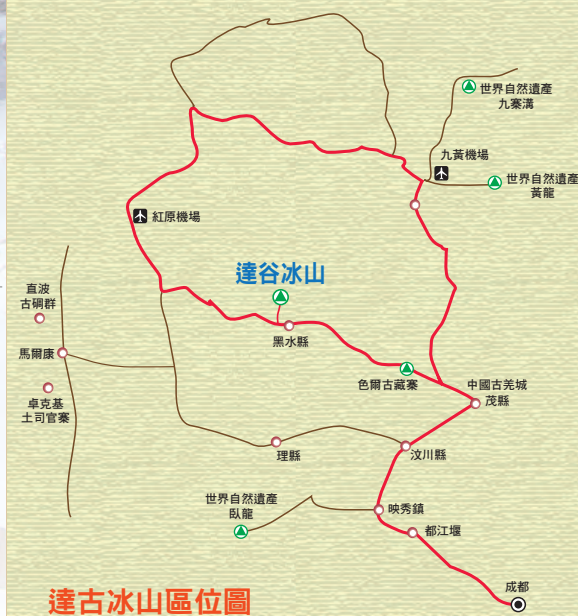 世界自然遺產
九寨溝
九黃機場
世界自然遺產
黃龍
紅原機場
達谷冰山
直波
古碉群
黑水縣
馬爾康
色爾古藏寨
中國古羌城
茂縣
卓克基
土司官寨
理縣
汶川縣
世界自然遺產
臥龍
映秀鎮
都江堰
成都
達古冰山區位圖